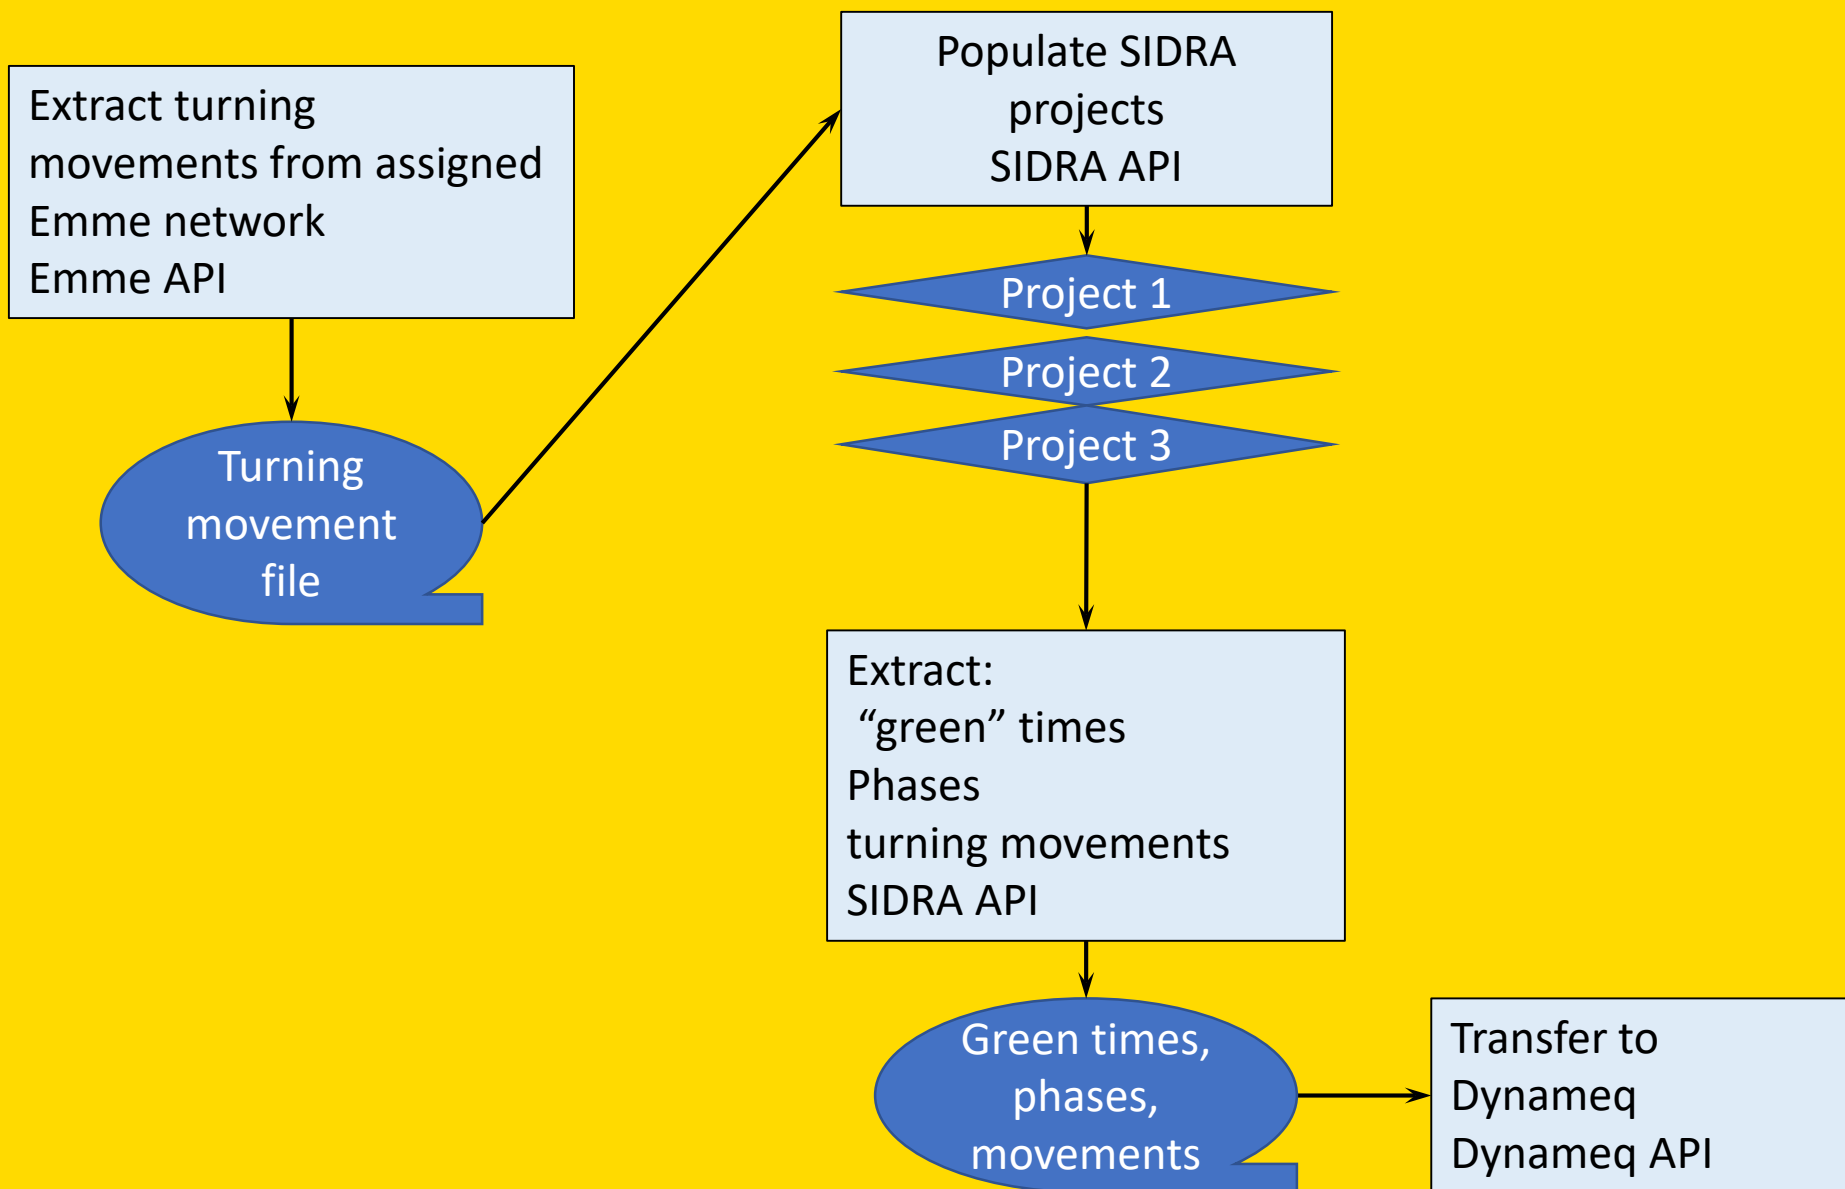 Extract turning
movements from assigned
Emme network
Emme API
Turning
movement
file
Populate SIDRA
projects
SIDRA API
Project 1
Project 2
Project 3
Extract:
“green” times
Phases
turning movements
SIDRA API
Green times,
phases,
movements
Transfer to
Dynameq
Dynameq API